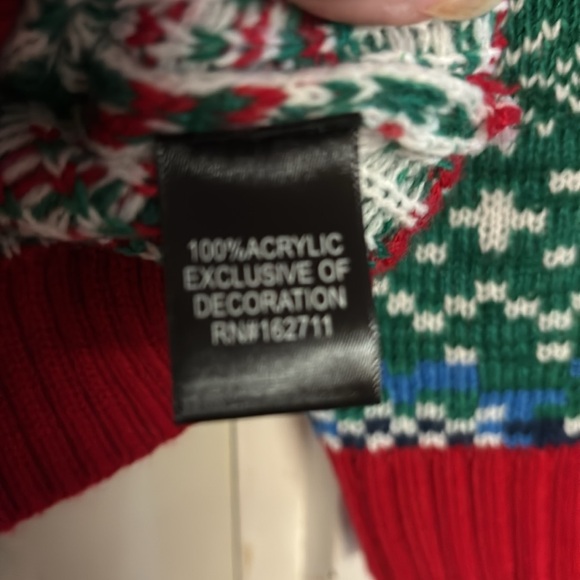 100%ACRYLIC
EXCLUSIVE OF
DECORATION
RN#162711